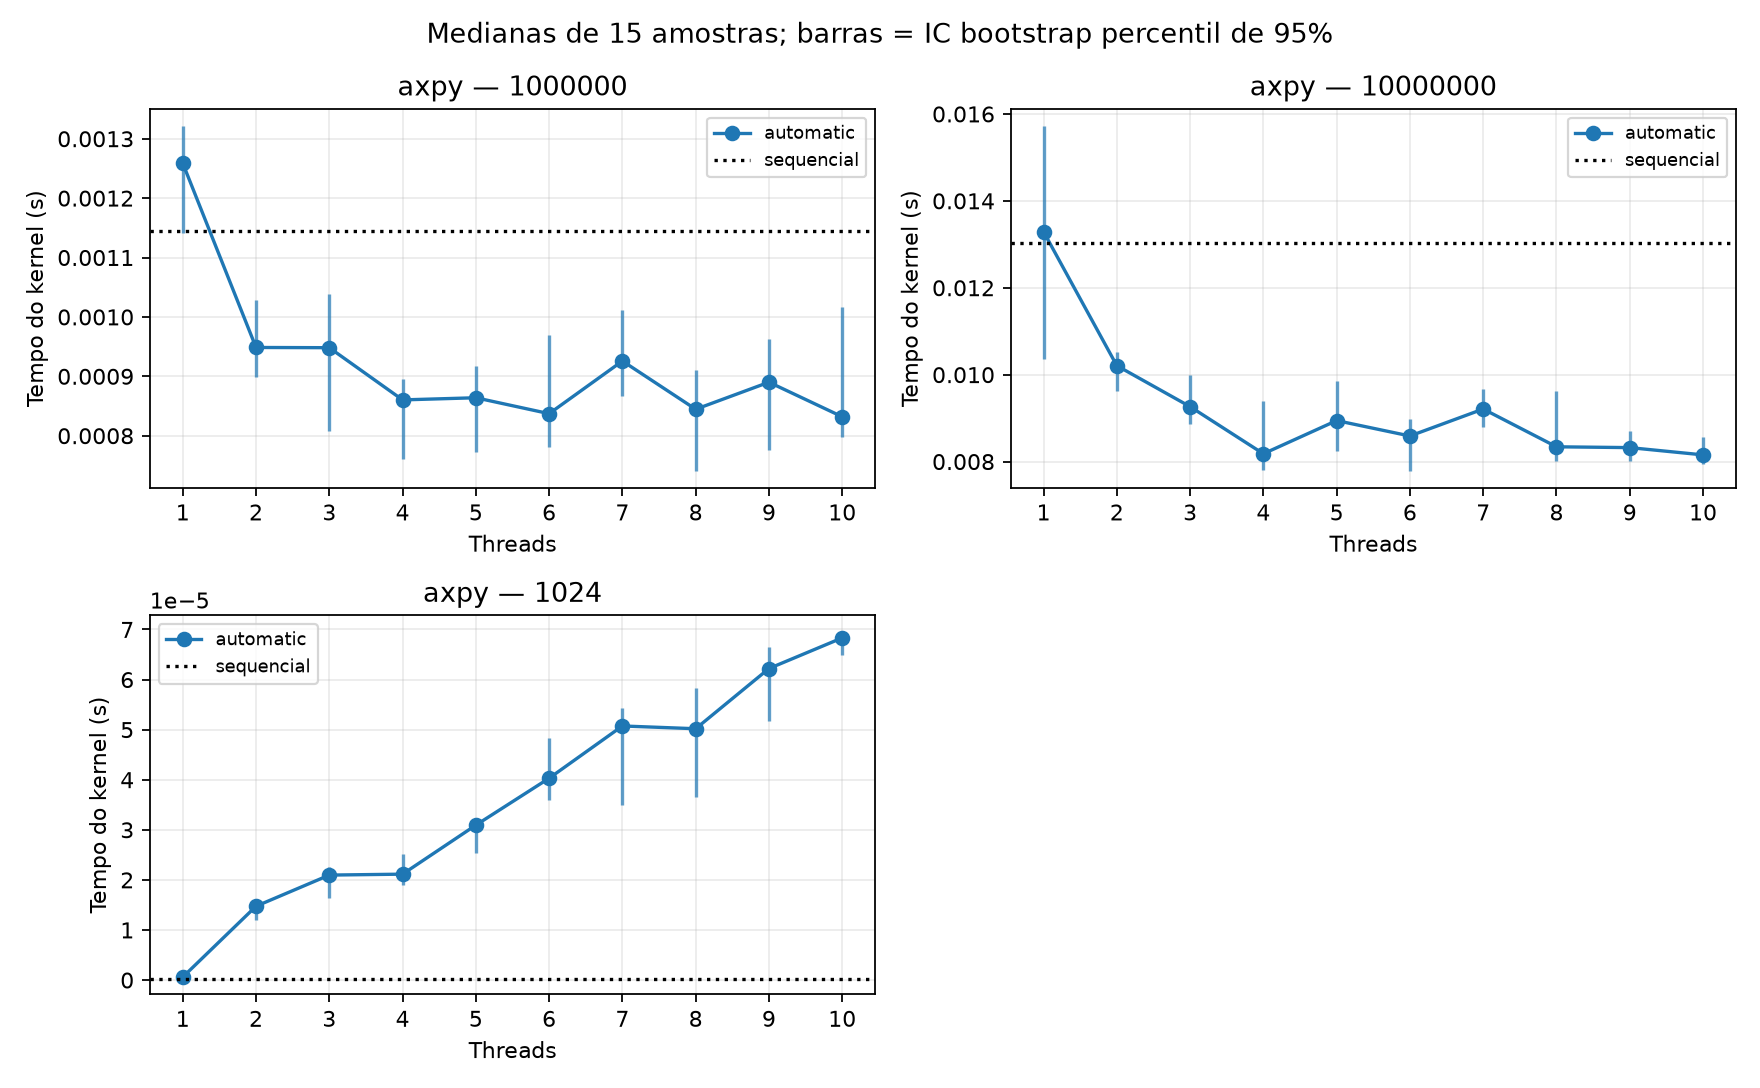 Medianas de 15 amostras; barras = IC bootstrap percentil de 95%
axpy — 1000000
Tempo do kernel (s)
0.0013
0.0012
0.0011
0.0010
0.0009
0.0008
automatic
sequencial
1 2 3 4 5 6 7 8 9 10
Threads
axpy — 10000000
Tempo do kernel (s)
0.016
0.014
0.012
0.010
0.008
automatic
sequencial
1 2 3 4 5 6 7 8 9 10
Threads
axpy — 1024
1e−5
Tempo do kernel (s)
7
6
5
4
3
2
1
0
automatic
sequencial
1 2 3 4 5 6 7 8 9 10
Threads